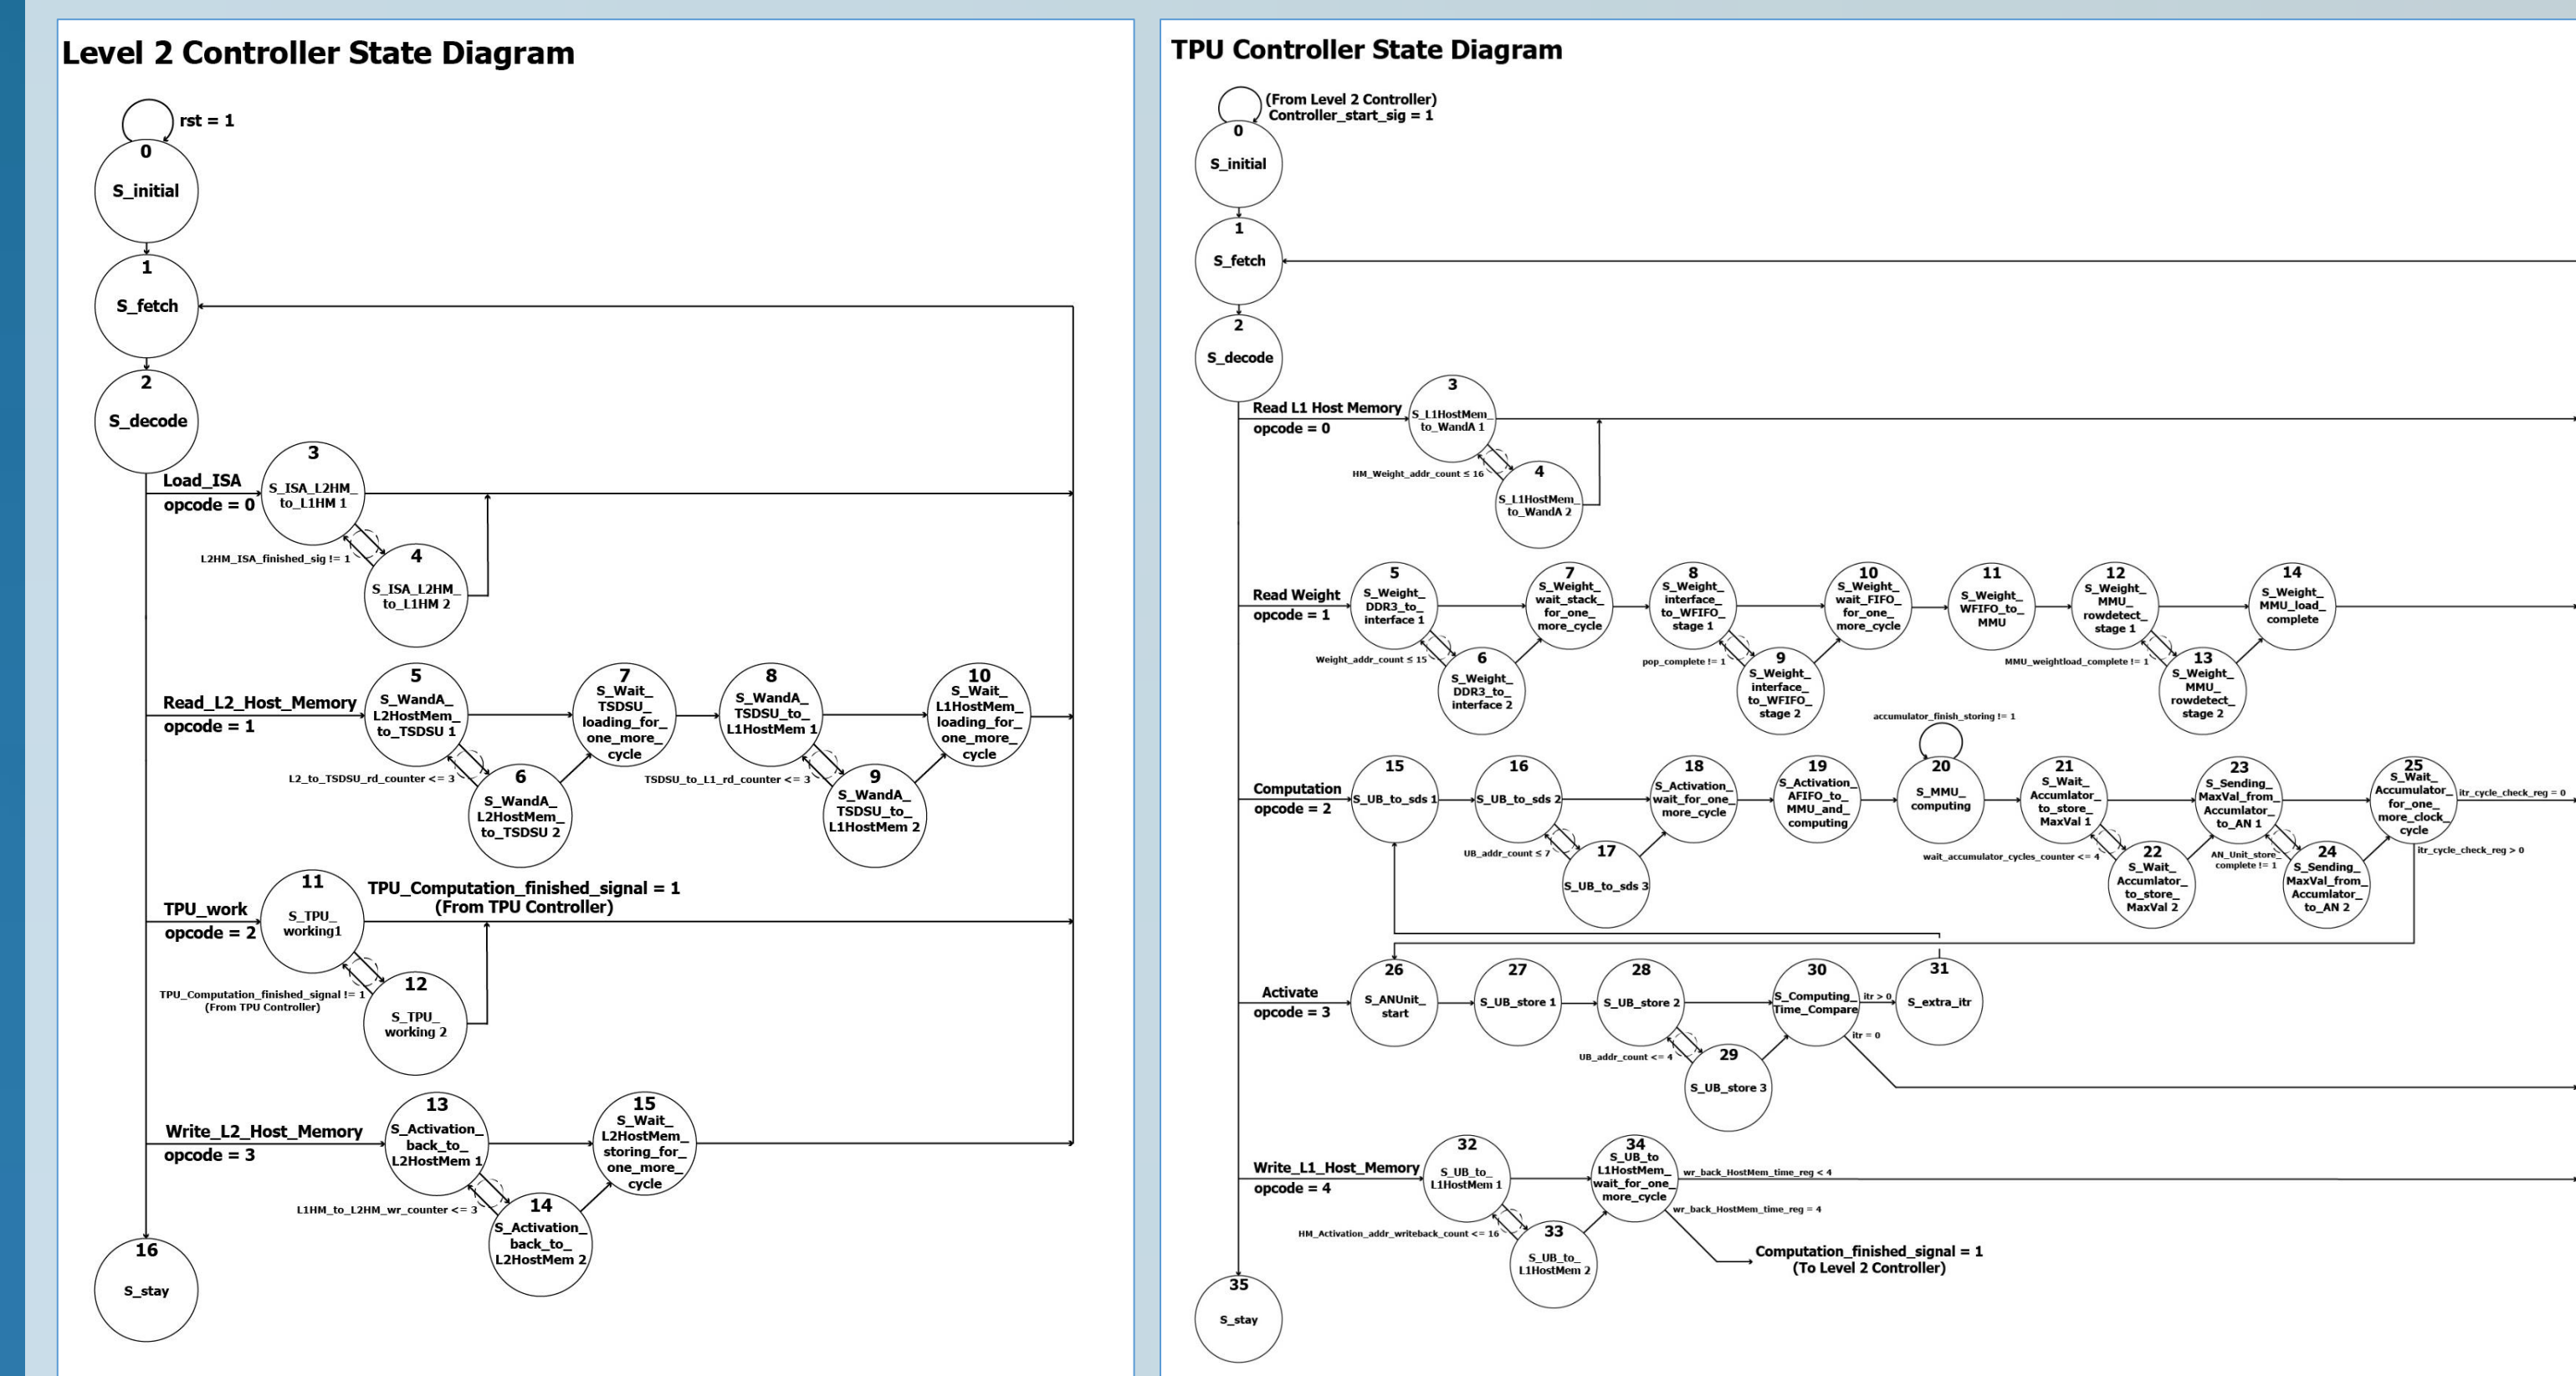 Level 2 Controller State Diagram
rst = 1
0
S_initial
1
S_fetch
2
S_decode
Load_ISA
opcode = 0
3
S_ISA_L2HM_
to_L1HM 1
L2HM_ISA_finished_sig != 1
4
S_ISA_L2HM_
to_L1HM 2
Read_L2_Host_Memory
opcode = 1
5
S_WandA_
L2HostMem_
to_TSDSU 1
L2_to_TSDSU_rd_counter <= 3
6
S_WandA_
L2HostMem_
to_TSDSU 2
7
S_Wait_
TSDSU_
loading_for_
one_more_
cycle
8
S_WandA_
TSDSU_to_
L1HostMem 1
TSDSU_to_L1_rd_counter <= 3
9
S_WandA_
TSDSU_to_
L1HostMem 2
10
S_Wait_
L1HostMem_
loading_for_
one_more_
cycle
TPU_work
opcode = 2
11
S_TPU_
working1
TPU_Computation_finished_signal = 1
(From TPU Controller)
TPU_Computation_finished_signal != 1
(From TPU Controller)
12
S_TPU_
working 2
Write_L2_Host_Memory
opcode = 3
13
S_Activation_
back_to_
L2HostMem 1
L1HM_to_L2HM_wr_counter <= 3
14
S_Activation_
back_to_
L2HostMem 2
15
S_Wait_
L2HostMem_
storing_for_
one_more_
cycle
16
S_stay
TPU Controller State Diagram
(From Level 2 Controller)
Controller_start_sig = 1
0
S_initial
1
S_fetch
2
S_decode
Read L1 Host Memory
opcode = 0
3
S_L1HostMem_
to_WandA 1
HM_Weight_addr_count ≤ 16
4
S_L1HostMem_
to_WandA 2
Read Weight
opcode = 1
5
S_Weight_
DDR3_to_
interface 1
Weight_addr_count ≤ 15
6
S_Weight_
DDR3_to_
interface 2
7
S_Weight_
wait_stack_
for_one_
more_cycle
8
S_Weight_
interface_
to_WFIFO_
stage 1
pop_complete != 1
9
S_Weight_
interface_
to_WFIFO_
stage 2
10
S_Weight_
wait_FIFO_
for_one_
more_cycle
11
S_Weight_
WFIFO_to_
MMU
12
S_Weight_
MMU_
rowdetect_
stage 1
MMU_weightload_complete != 1
13
S_Weight_
MMU_
rowdetect_
stage 2
14
S_Weight_
MMU_load_
complete
Computation
opcode = 2
15
S_UB_to_sds 1
16
S_UB_to_sds 2
UB_addr_count ≤ 7
17
S_UB_to_sds 3
18
S_Activation_
wait_for_one_
more_cycle
19
S_Activation_
AFIFO_to_
MMU_and_
computing
accumulator_finish_storing != 1
20
S_MMU_
computing
21
S_Wait_
Accumlator_
to_store_
MaxVal 1
wait_accumulator_cycles_counter <= 4
22
S_Wait_
Accumlator_
to_store_
MaxVal 2
23
S_Sending_
MaxVal_from_
Accumlator_
to_AN 1
AN_Unit_store_
complete != 1
24
S_Sending_
MaxVal_from_
Accumlator_
to_AN 2
25
S_Wait_
Accumulator_
for_one_
more_clock_
cycle
itr_cycle_check_reg = 0
itr_cycle_check_reg > 0
Activate
opcode = 3
26
S_ANUnit_
start
27
S_UB_store 1
28
S_UB_store 2
UB_addr_count <= 4
29
S_UB_store 3
30
S_Computing_
Time_Compare
itr > 0
itr = 0
31
S_extra_itr
Write_L1_Host_Memory
opcode = 4
32
S_UB_to_
L1HostMem 1
HM_Activation_addr_writeback_count <= 16
33
S_UB_to_
L1HostMem 2
34
S_UB_to
L1HostMem_
wait_for_one_
more_cycle
wr_back_HostMem_time_reg < 4
wr_back_HostMem_time_reg = 4
Computation_finished_signal = 1
(To Level 2 Controller)
35
S_stay